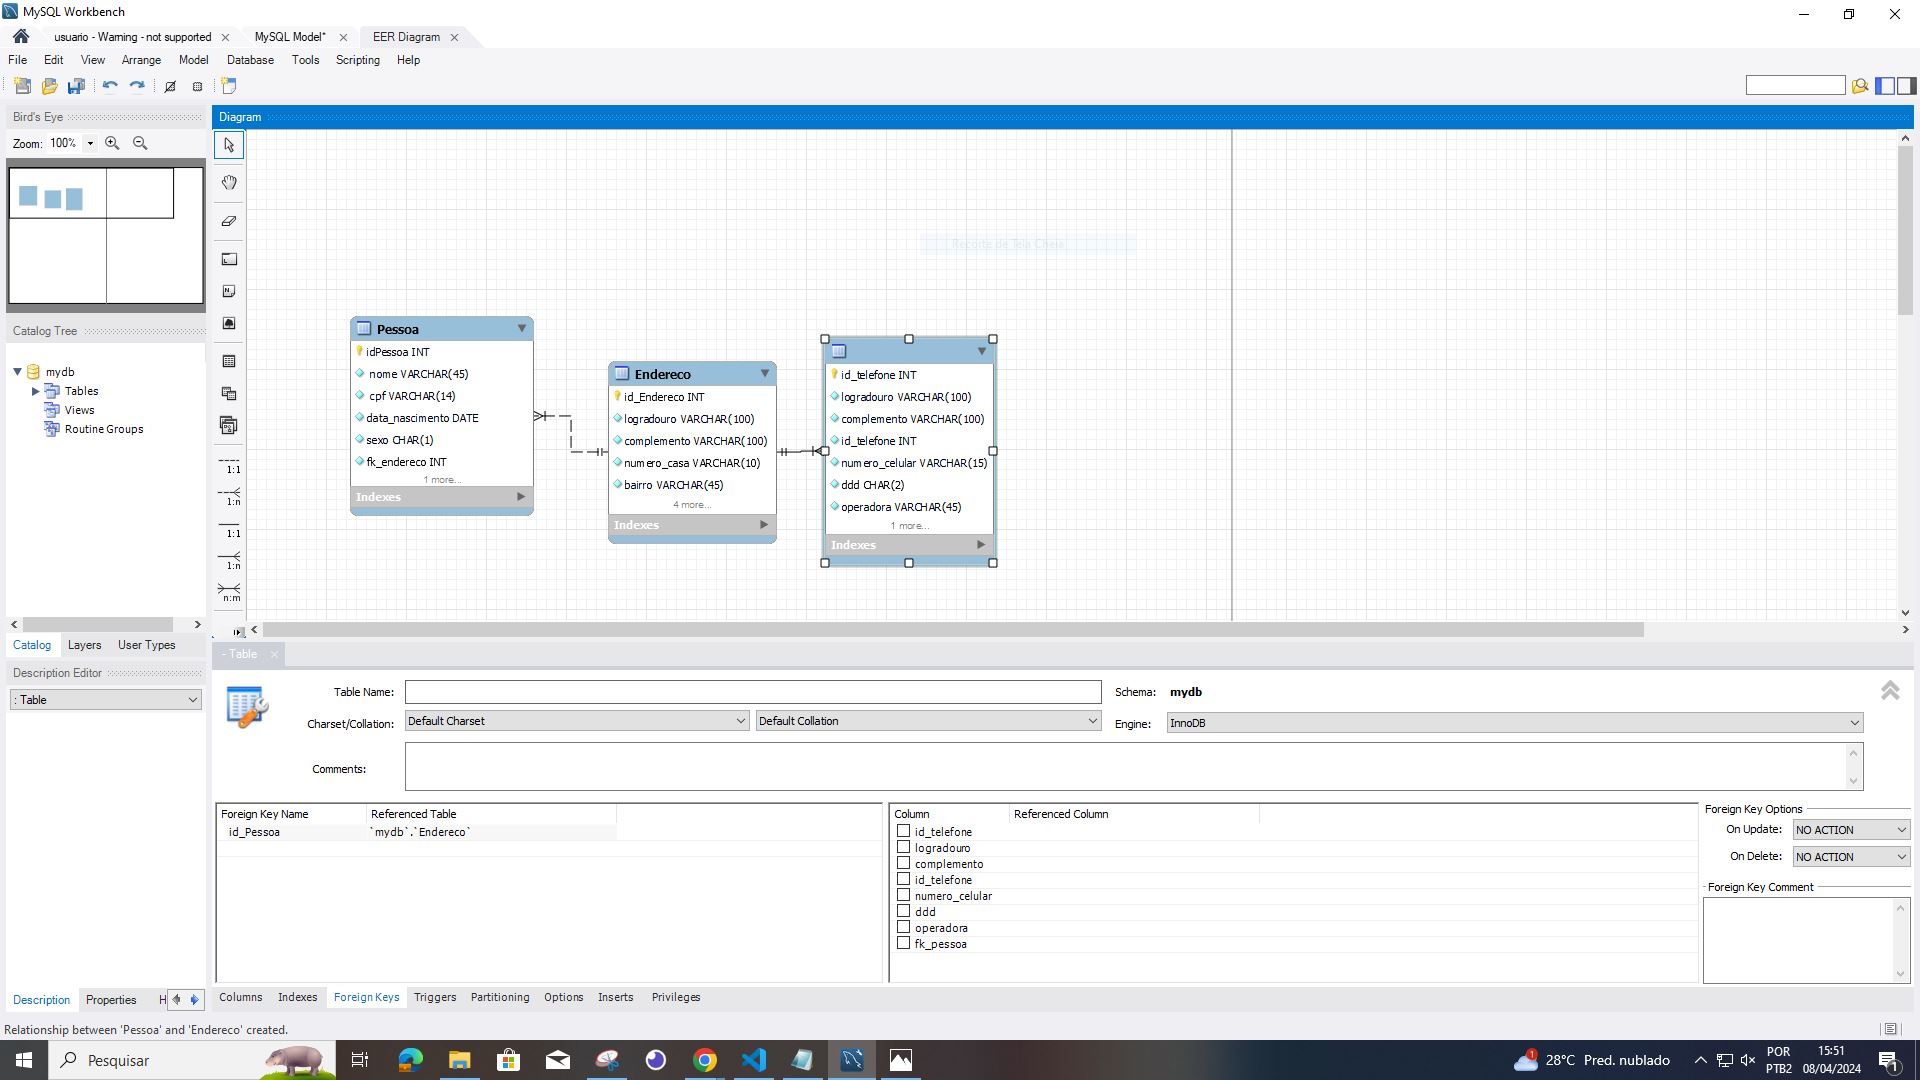 MySQL Workbench
usuario - Warning - not supported
MySQL Model*
EER Diagram
File Edit View Arrange Model Database Tools Scripting Help
Bird's Eye
Diagram
Zoom: 100%
Recorte de Tela Cheia
Catalog Tree
mydb
Tables
Views
Routine Groups
Pessoa
idPessoa INT
nome VARCHAR(45)
cpf VARCHAR(14)
data_nascimento DATE
sexo CHAR(1)
fk_endereco INT
1 more...
Indexes
Endereco
id_Endereco INT
logradouro VARCHAR(100)
complemento VARCHAR(100)
numero_casa VARCHAR(10)
bairro VARCHAR(45)
4 more...
Indexes
id_telefone INT
logradouro VARCHAR(100)
complemento VARCHAR(100)
id_telefone INT
numero_celular VARCHAR(15)
ddd CHAR(2)
operadora VARCHAR(45)
1 more...
Indexes
1:1
1:n
1:1
1:n
n:m
Catalog Layers User Types
Description Editor
: Table
- Table
Table Name:
Schema: mydb
Charset/Collation: Default Charset Default Collation
Engine: InnoDB
Comments:
Foreign Key Name Referenced Table
id_Pessoa `mydb`.`Endereco`
Column Referenced Column
id_telefone
logradouro
complemento
id_telefone
numero_celular
ddd
operadora
fk_pessoa
Foreign Key Options
On Update: NO ACTION
On Delete: NO ACTION
Foreign Key Comment
Description Properties H
Columns Indexes Foreign Keys Triggers Partitioning Options Inserts Privileges
Relationship between 'Pessoa' and 'Endereco' created.
Pesquisar
1
28°C Pred. nublado
POR
PTB2
15:51
08/04/2024
1